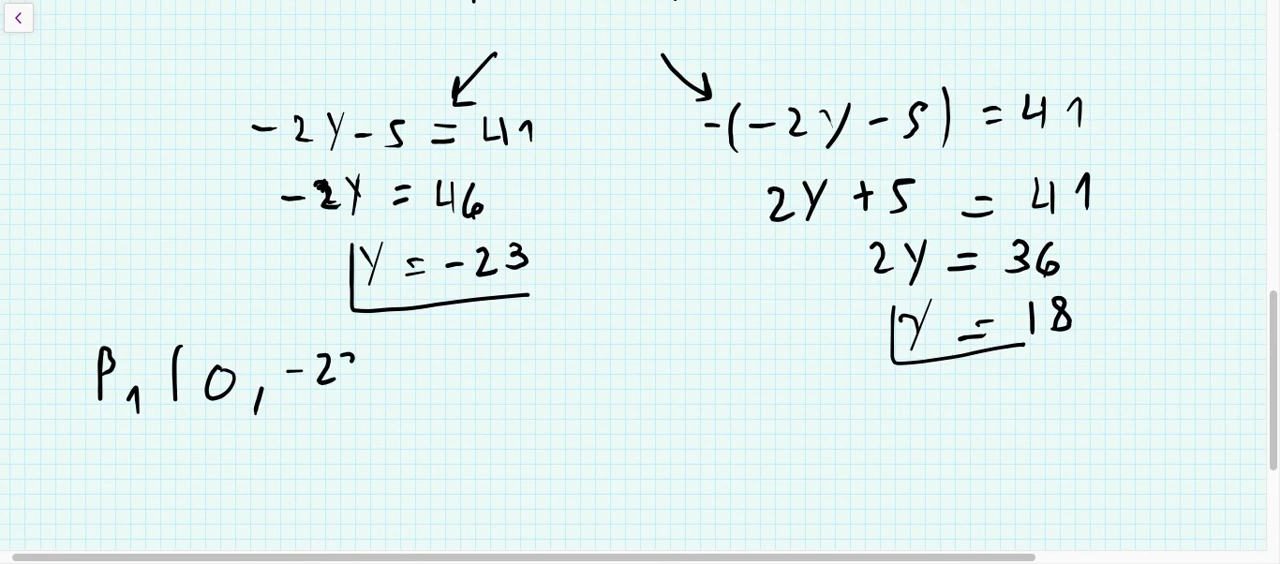 -2y-5 = 41
-2y = 46
y = -23
-(-2y-5) = 41
2y+5 = 41
2y = 36
y = 18
P₁(0, -2